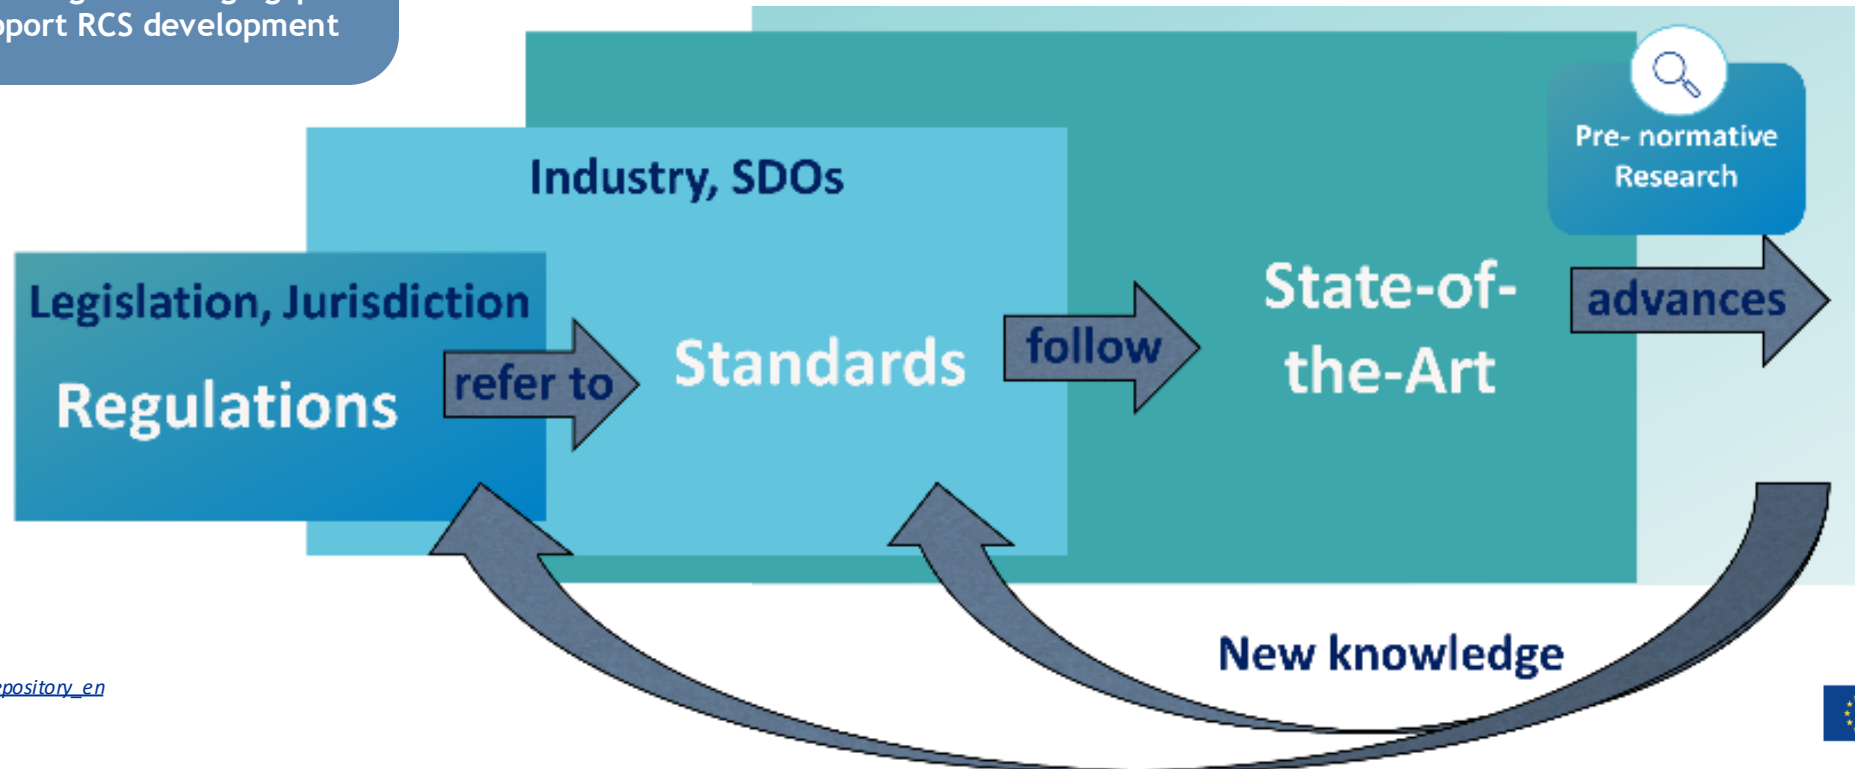 support RCS development
Pre- normative
Research
Industry, SDOs
Legislation, Jurisdiction
Regulations
refer to
Standards
follow
State-of-
the-Art
advances
New knowledge
epository_en